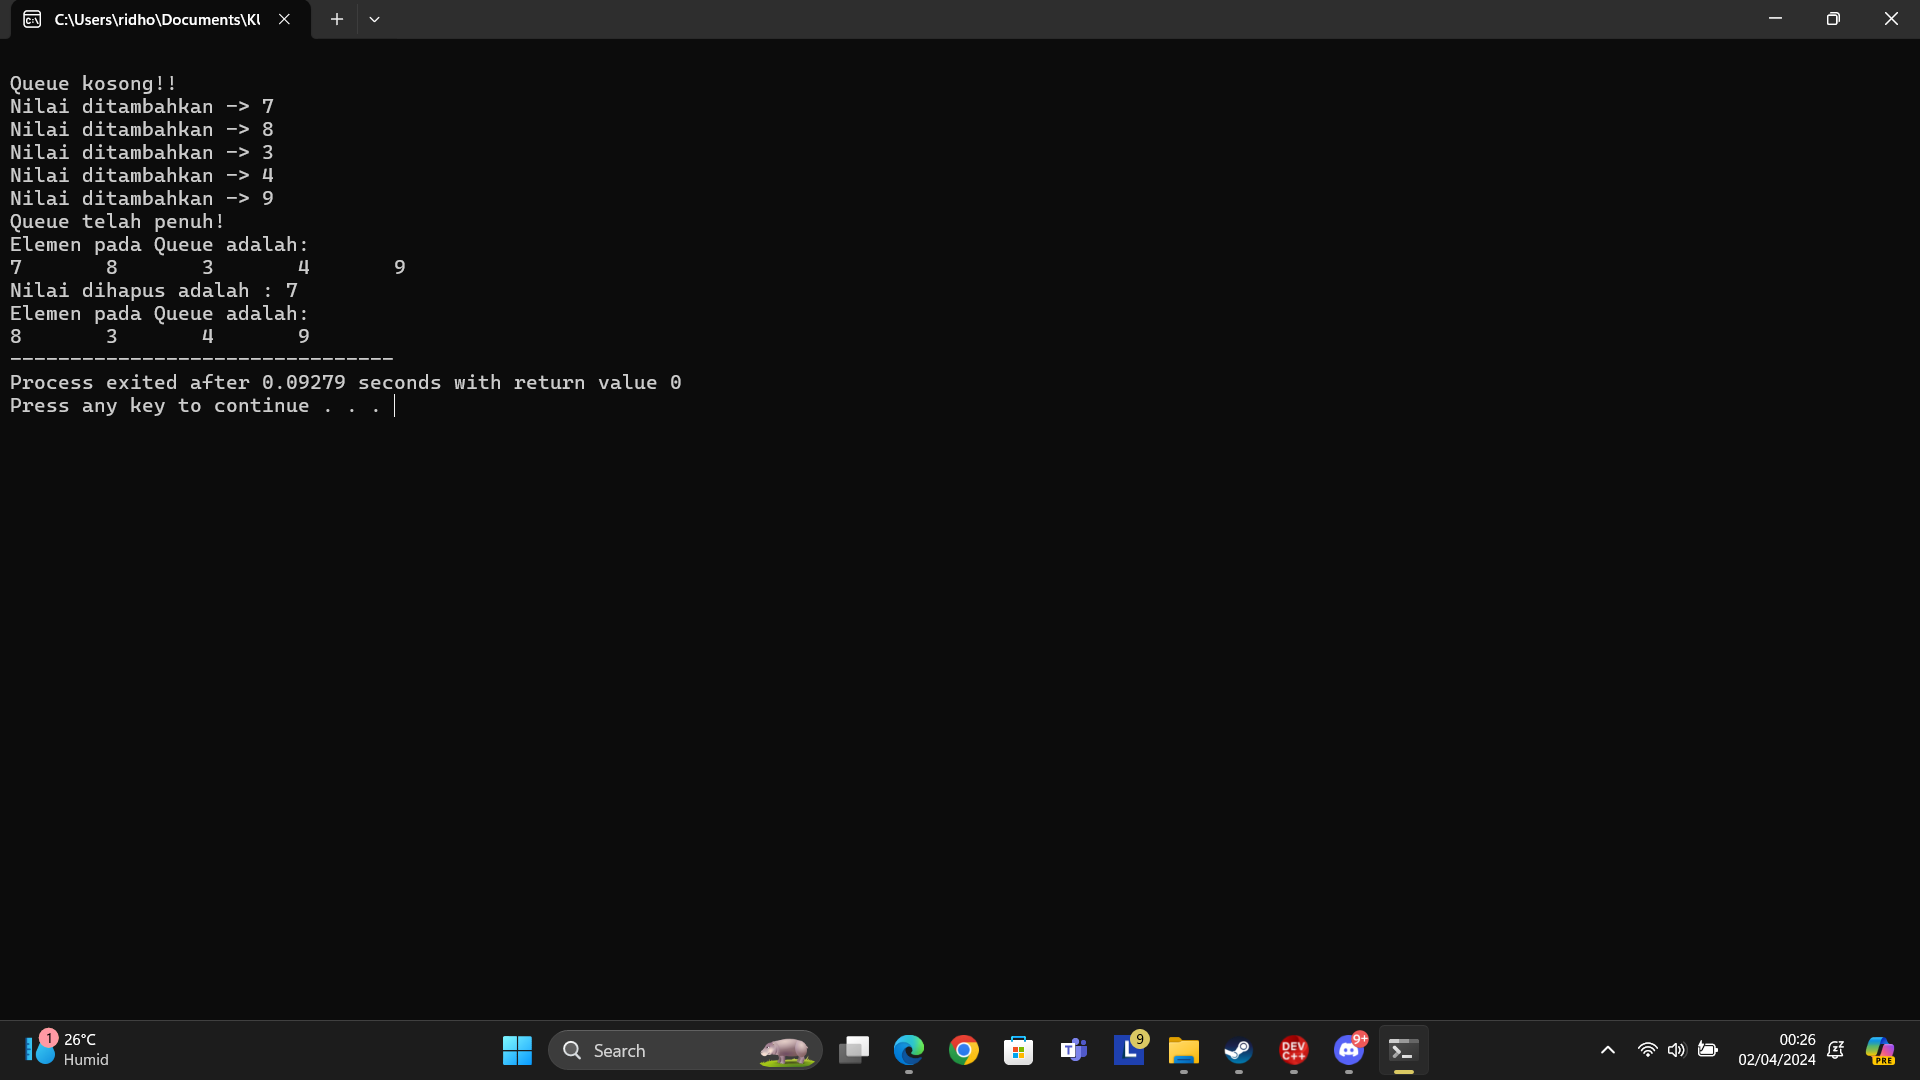 C:\Users\ridho\Documents\Kl
Queue kosong!!
Nilai ditambahkan -> 7
Nilai ditambahkan -> 8
Nilai ditambahkan -> 3
Nilai ditambahkan -> 4
Nilai ditambahkan -> 9
Queue telah penuh!
Elemen pada Queue adalah:
7 8 3 4 9
Nilai dihapus adalah : 7
Elemen pada Queue adalah:
8 3 4 9
--------------------------------
Process exited after 0.09279 seconds with return value 0
Press any key to continue . . .
1 26°C
Humid
Search
T
L 9
DEV C++
9+
00:26
02/04/2024
PRE